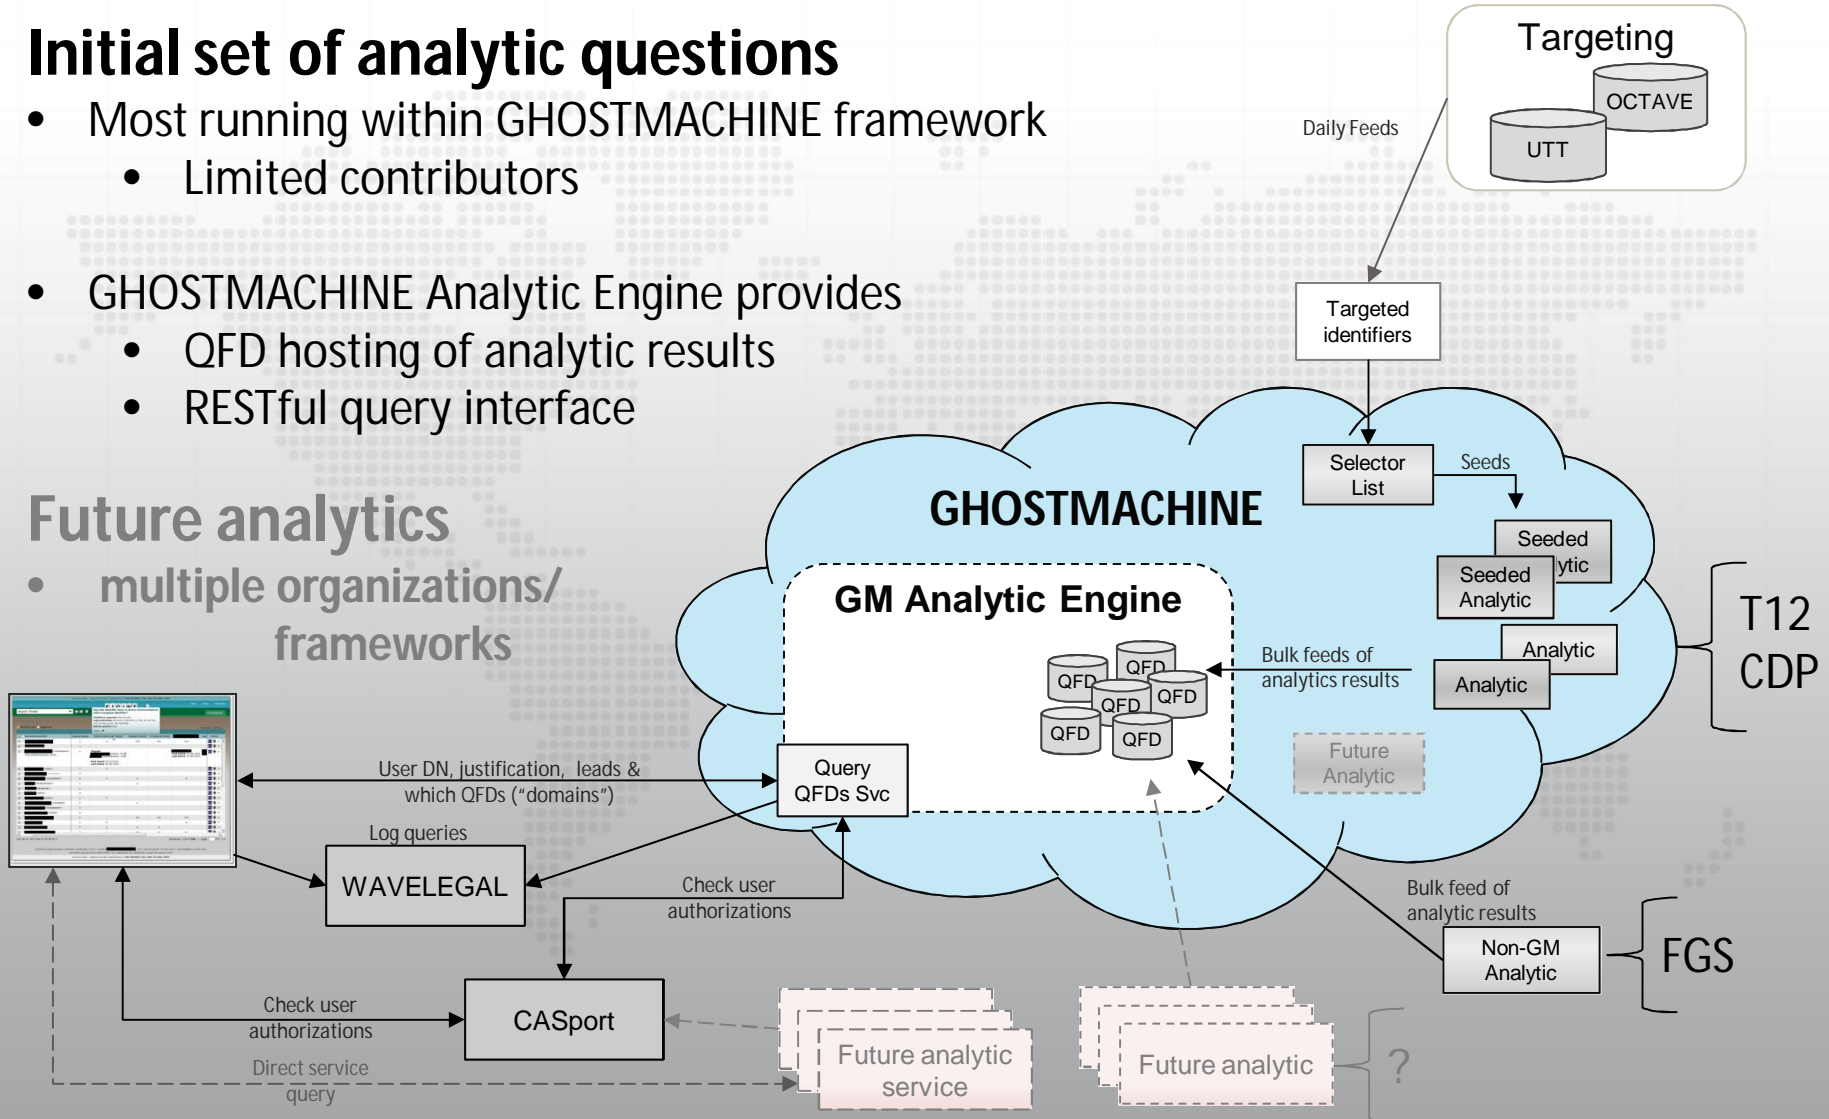 Initial set of analytic questions
• Most running within GHOSTMACHINE framework
• Limited contributors
• GHOSTMACHINE Analytic Engine provides
• QFD hosting of analytic results
• RESTful query interface
Future analytics
• multiple organizations/
frameworks
Targeting
OCTAVE
UTT
Daily Feeds
Targeted
identifiers
Selector
List
Seeds
GHOSTMACHINE
Seeded
lytic
Seeded
Analytic
GM Analytic Engine
T12
CDP
Analytic
Analytic
Bulk feeds of
analytics results
QFD
QFD
QFD
QFD
QFD
QFD
Future
Analytic
User DN, justification, leads &
which QFDs ("domains")
Query
QFDs Svc
Log queries
WAVELEGAL
Check user
authorizations
Bulk feed of
analytic results
Non-GM
Analytic
FGS
Check user
authorizations
CASport
Direct service
query
Future analytic
service
Future analytic
?